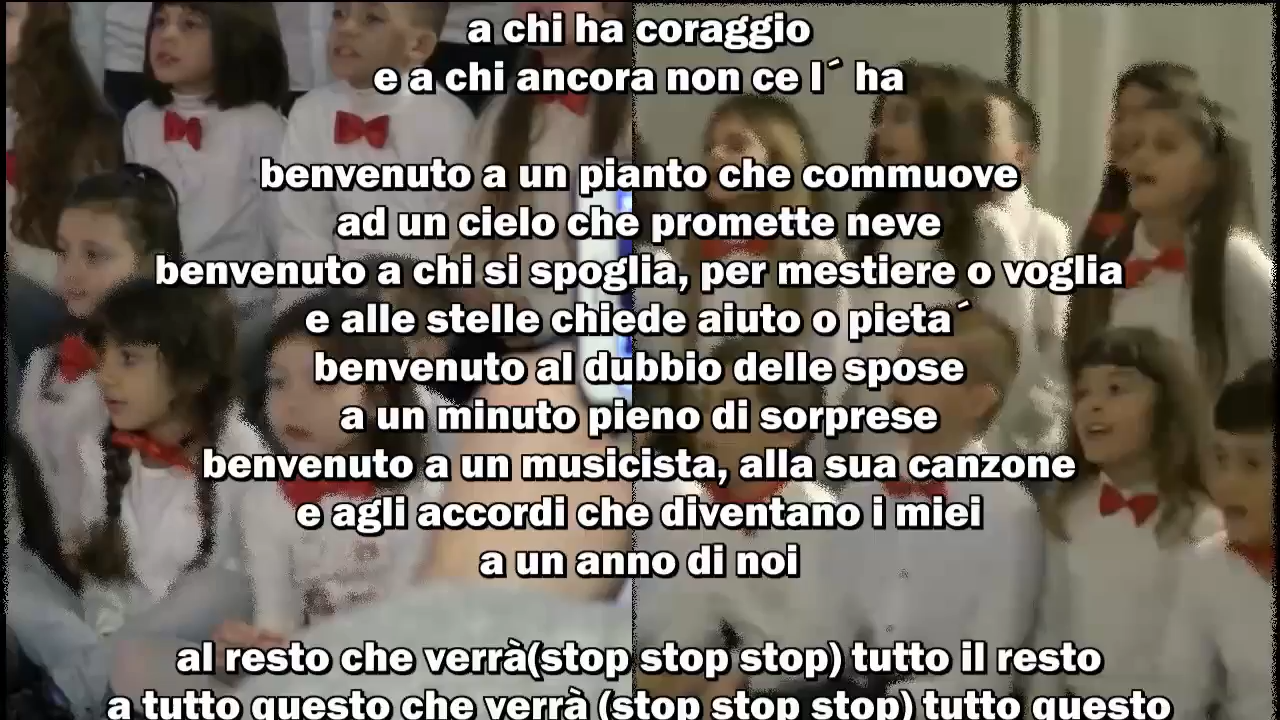 a chi ha coraggio
e a chi ancora non ce l´ ha
benvenuto a un pianto che commuove
ad un cielo che promette neve
benvenuto a chi si spoglia, per mestiere o voglia
e alle stelle chiede aiuto o pieta´
benvenuto al dubbio delle spose
a un minuto pieno di sorprese
benvenuto a un musicista, alla sua canzone
e agli accordi che diventano i miei
a un anno di noi
al resto che verrà(stop stop stop) tutto il resto
a tutto questo che verrà (stop stop stop) tutto questo